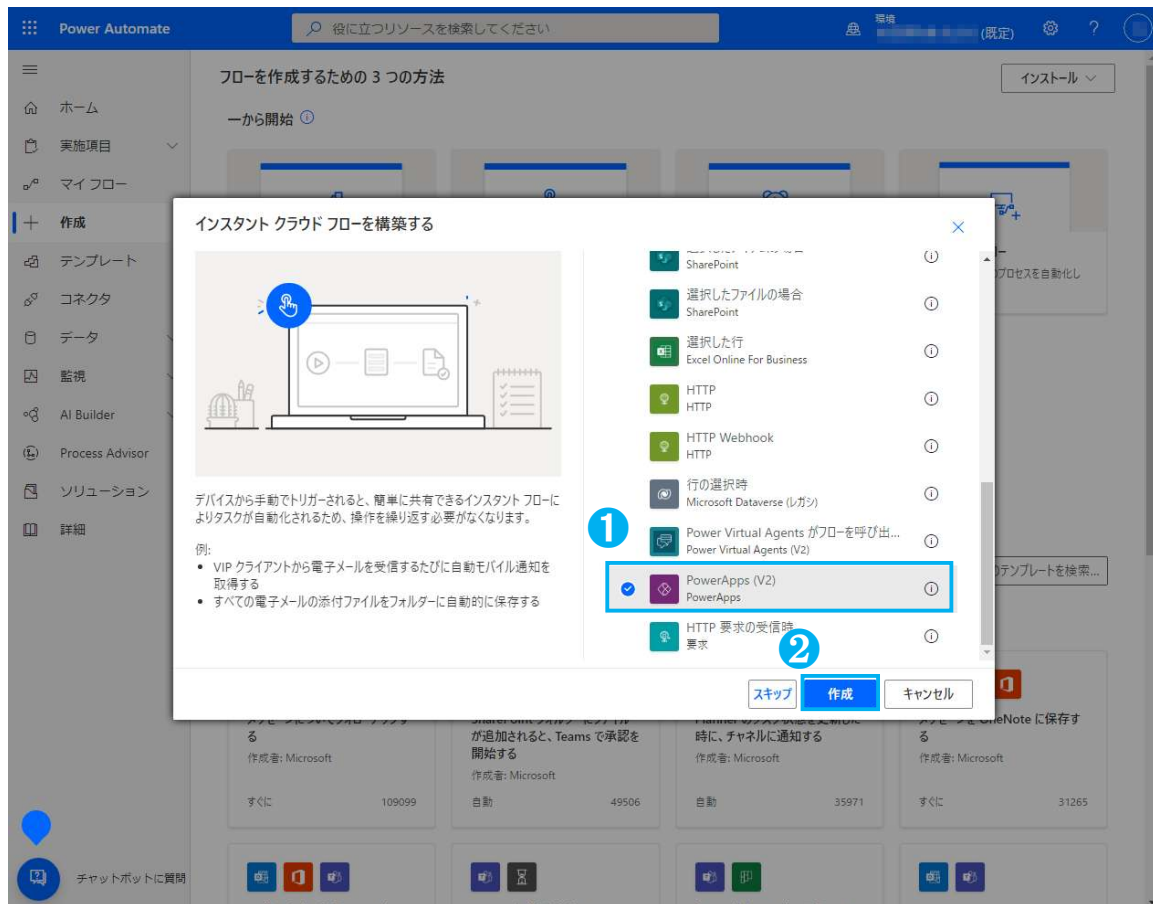 Power Automate
役に立つリソースを検索してください
環境
(既定)
?
フローを作成するための 3 つの方法
インストール
一から開始
ホーム
実施項目
マイ フロー
作成
テンプレート
コネクタ
データ
監視
AI Builder
Process Advisor
ソリューション
詳細
チャットボットに質問
プロセスを自動化し
インスタント クラウド フローを構築する
デバイスから手動でトリガーされると、簡単に共有できるインスタント フローに
よりタスクが自動化されるため、操作を繰り返す必要がなくなります。
例:
• VIP クライアントから電子メールを受信するたびに自動モバイル通知を
取得する
• すべての電子メールの添付ファイルをフォルダーに自動的に保存する
SharePoint
選択したファイルの場合
SharePoint
選択した行
Excel Online For Business
HTTP
HTTP
HTTP Webhook
HTTP
行の選択時
Microsoft Dataverse (レガシ)
1
Power Virtual Agents がフローを呼び出...
Power Virtual Agents (V2)
PowerApps (V2)
PowerApps
HTTP 要求の受信時
要求
2
スキップ
作成
キャンセル
のテンプレートを検索...
る
作成者: Microsoft
すぐに
109099
が追加されると、Teams で承認を
開始する
作成者: Microsoft
自動
49506
時に、チャネルに通知する
作成者: Microsoft
自動
35971
OneNote に保存す
る
作成者: Microsoft
すぐに
31265